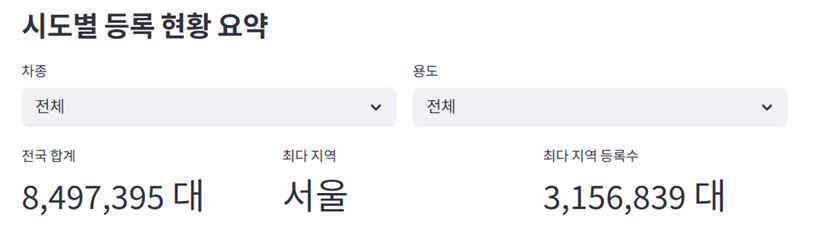 시도별 등록 현황 요약
차종
용도
전체
전체
전국 합계
최다 지역
최다 지역 등록수
8,497,395 대
서울
3,156,839 대